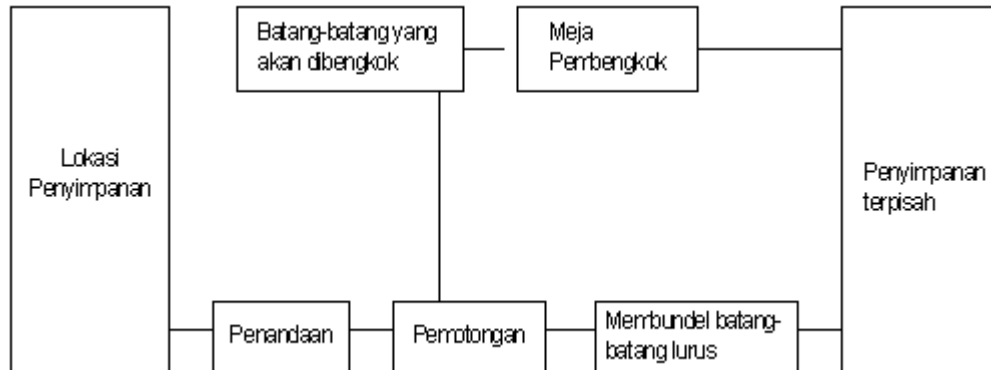 Batang-batang yang
akan dibengkok
Meja
Pembengkok
Lokasi
Penyimpanan
Penyimpanan
terpisah
Penandaan
Pemotongan
Membundel batang-
batang lurus